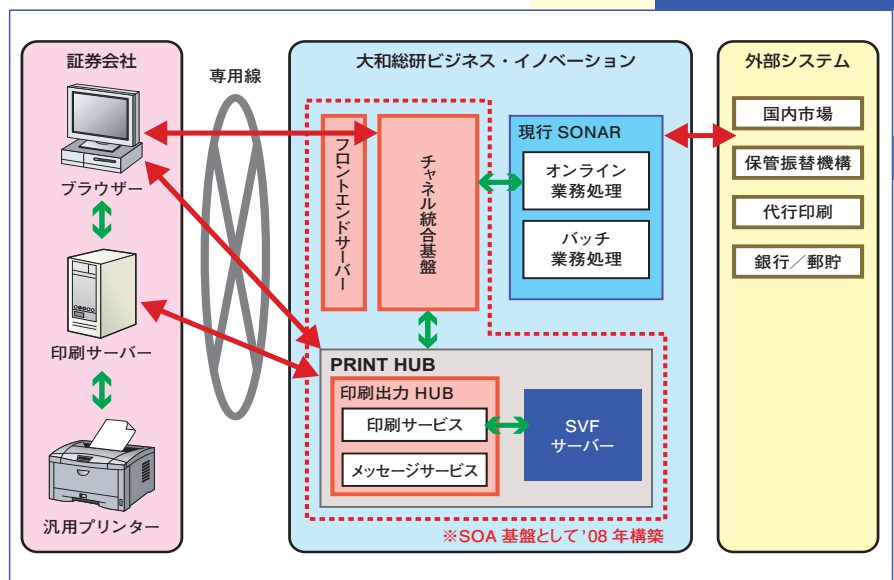 証券会社
ブラウザー
印刷サーバー
汎用プリンター
専用線
大和総研ビジネス・イノベーション
フロントエンドサーバー
チャネル統合基盤
現行 SONAR
オンライン
業務処理
バッチ
業務処理
PRINT HUB
印刷出力 HUB
印刷サービス
メッセージサービス
SVF
サーバー
※SOA 基盤として’08 年構築
外部システム
国内市場
保管振替機構
代行印刷
銀行／郵貯